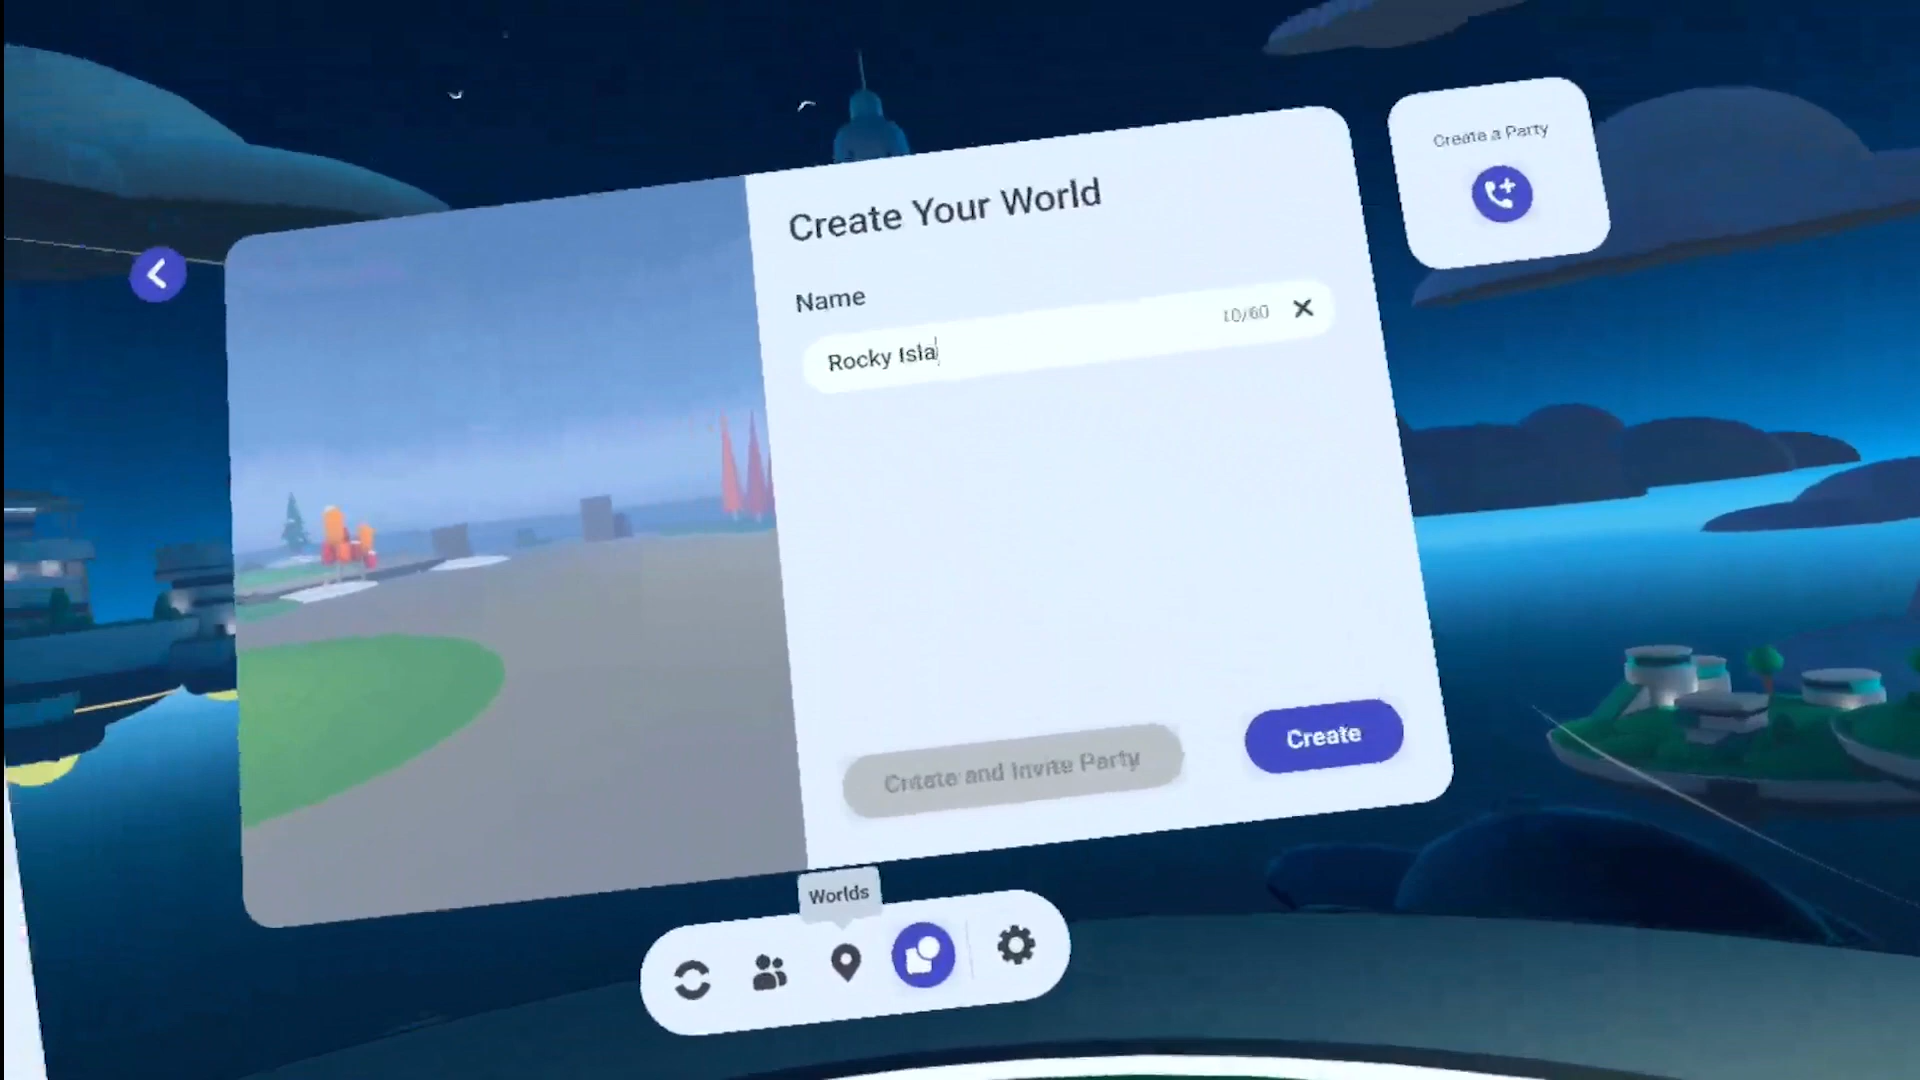 Create a Party
Create Your World
Name
10/60
Rocky Isla
Create and Invite Party
Create
Worlds